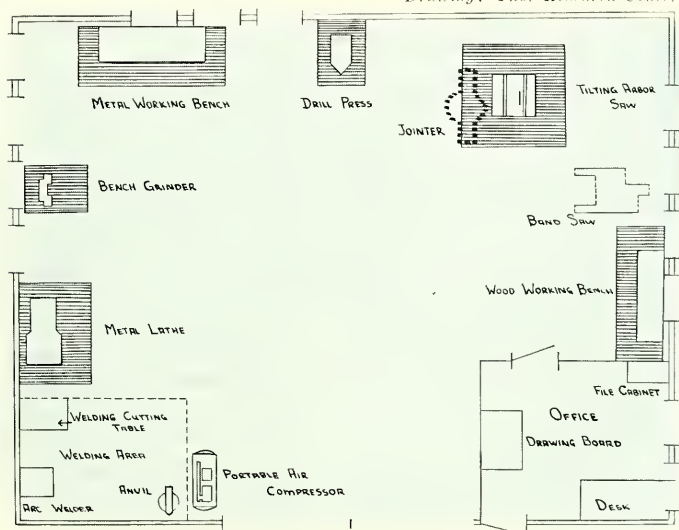 METAL WORKING BENCH
DRILL PRESS
JOINTER
TILTING ARBOR
SAW
BENCH GRINDER
BAND SAW
WOOD WORKING BENCH
METAL LATHE
FILE CABINET
OFFICE
DRAWING BOARD
WELDING CUTTING
TABLE
WELDING AREA
PORTABLE AIR
COMPRESSOR
ANVIL
ARC WELDER
DESK